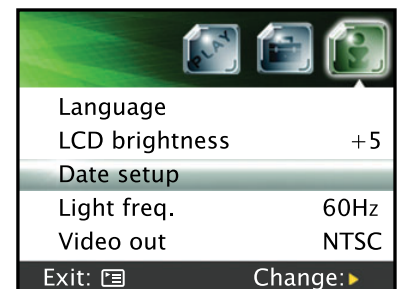 PLAY
Language
LCD brightness +5
Date setup
Light freq. 60Hz
Video out NTSC
Exit: Change: